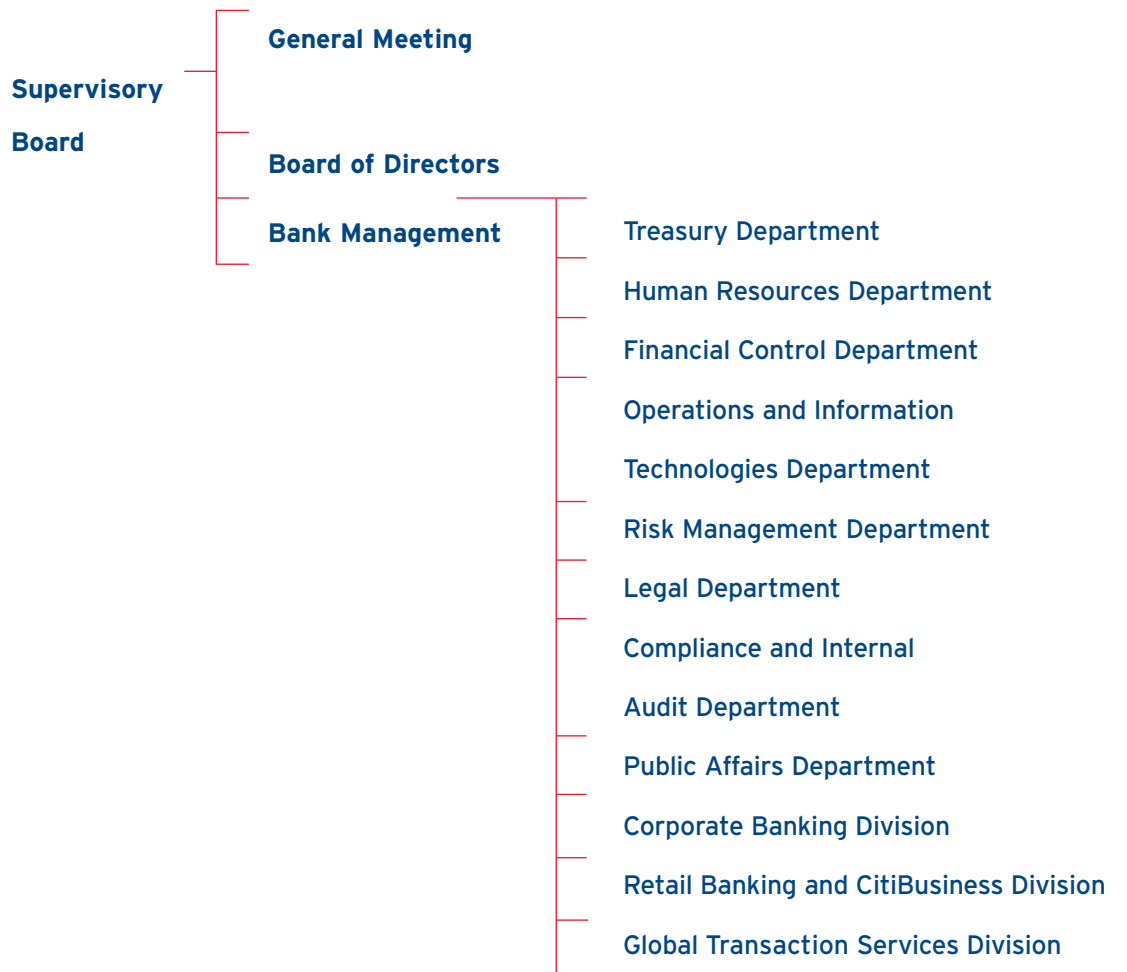 General Meeting
Supervisory
Board
Board of Directors
Bank Management
Treasury Department
Human Resources Department
Financial Control Department
Operations and Information
Technologies Department
Risk Management Department
Legal Department
Compliance and Internal
Audit Department
Public Affairs Department
Corporate Banking Division
Retail Banking and CitiBusiness Division
Global Transaction Services Division